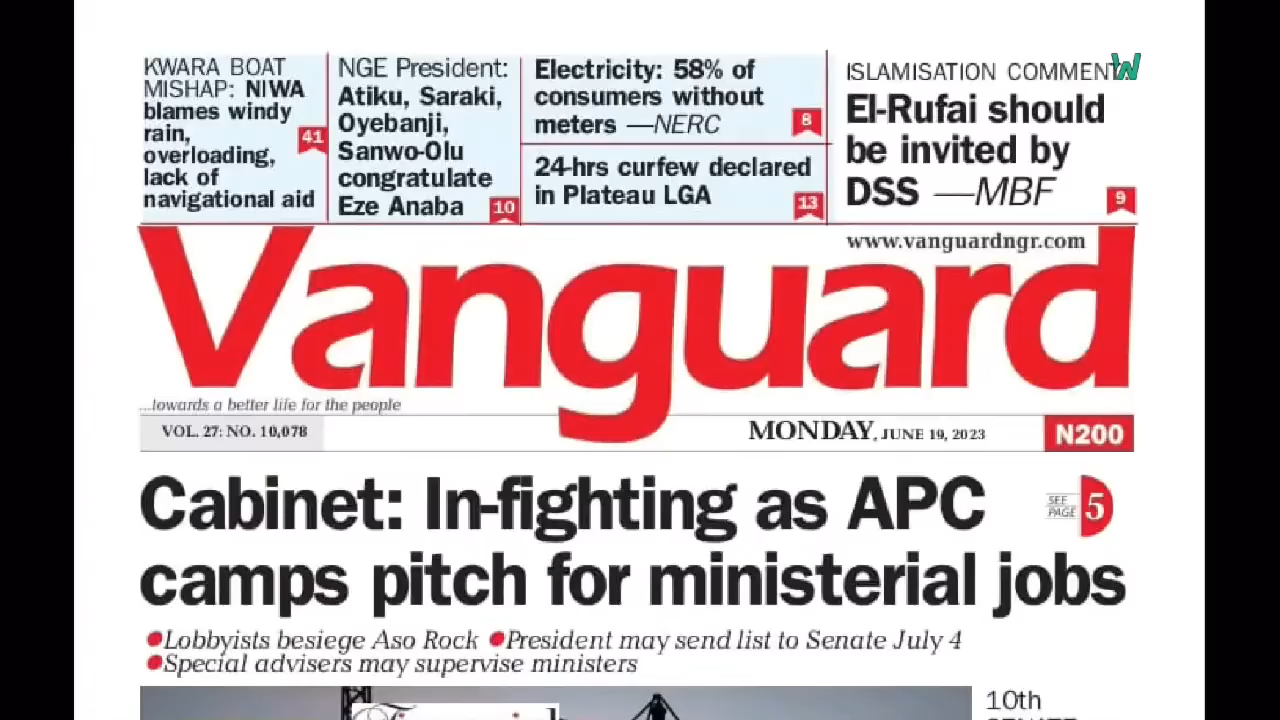 KWARA BOAT
MISHAP: NIWA
blames windy
rain,
overloading,
lack of
navigational aid
41
NGE President:
Atiku, Saraki,
Oyebanji,
Sanwo-Olu
congratulate
Eze Anaba
10
Electricity: 58% of
consumers without
meters —NERC
8
24-hrs curfew declared
in Plateau LGA
13
ISLAMISATION COMMENT
El-Rufai should
be invited by
DSS —MBF
9
W
www.vanguardngr.com
Vanguard
...towards a better life for the people
VOL. 27: NO. 10,078
MONDAY, JUNE 19, 2023
N200
Cabinet: In-fighting as APC
camps pitch for ministerial jobs
SEE
PAGE 5
Lobbyists besiege Aso Rock President may send list to Senate July 4
Special advisers may supervise ministers
10th